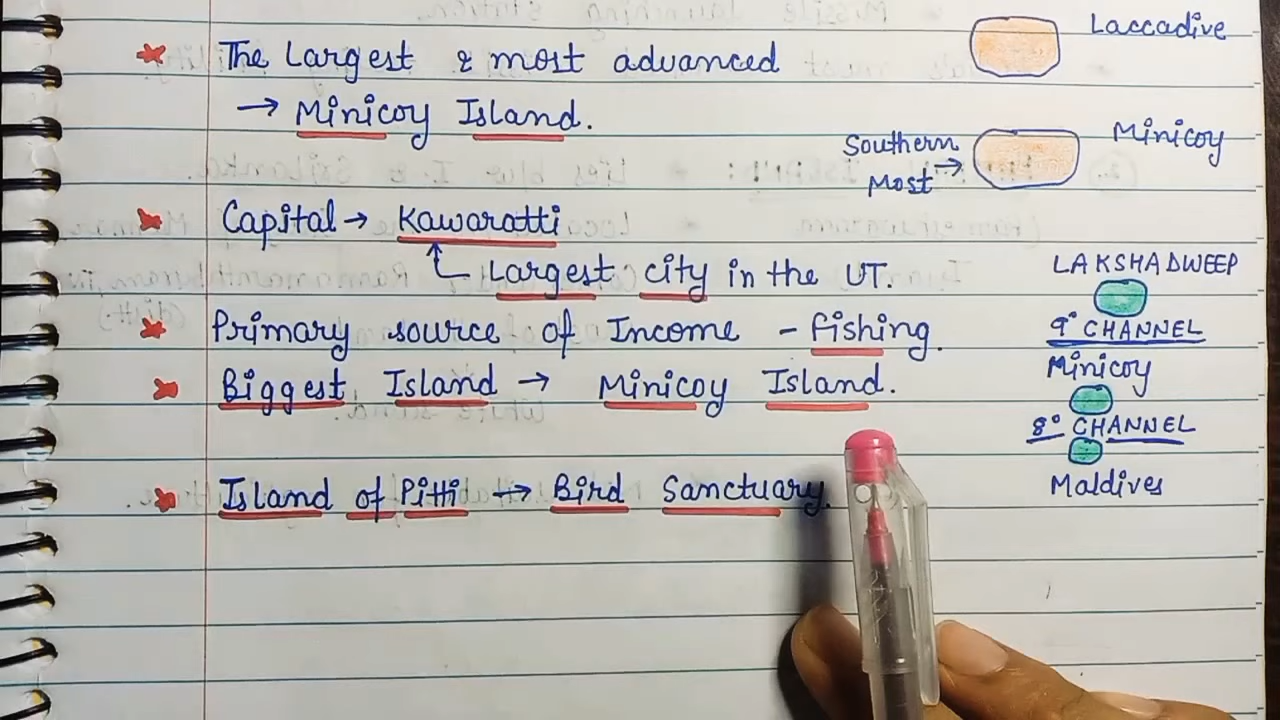 ★ The Largest & most advanced
→ Minicoy Island.
★ Capital → Kawaratti
Largest city in the UT.
★ Primary source of Income - fishing.
★ Biggest Island → Minicoy Island.
★ Island of Pitti → Bird Sanctuary.
Laccadive
Southern Most →
Minicoy
LAKSHADWEEP
9° CHANNEL
Minicoy
8° CHANNEL
Maldives